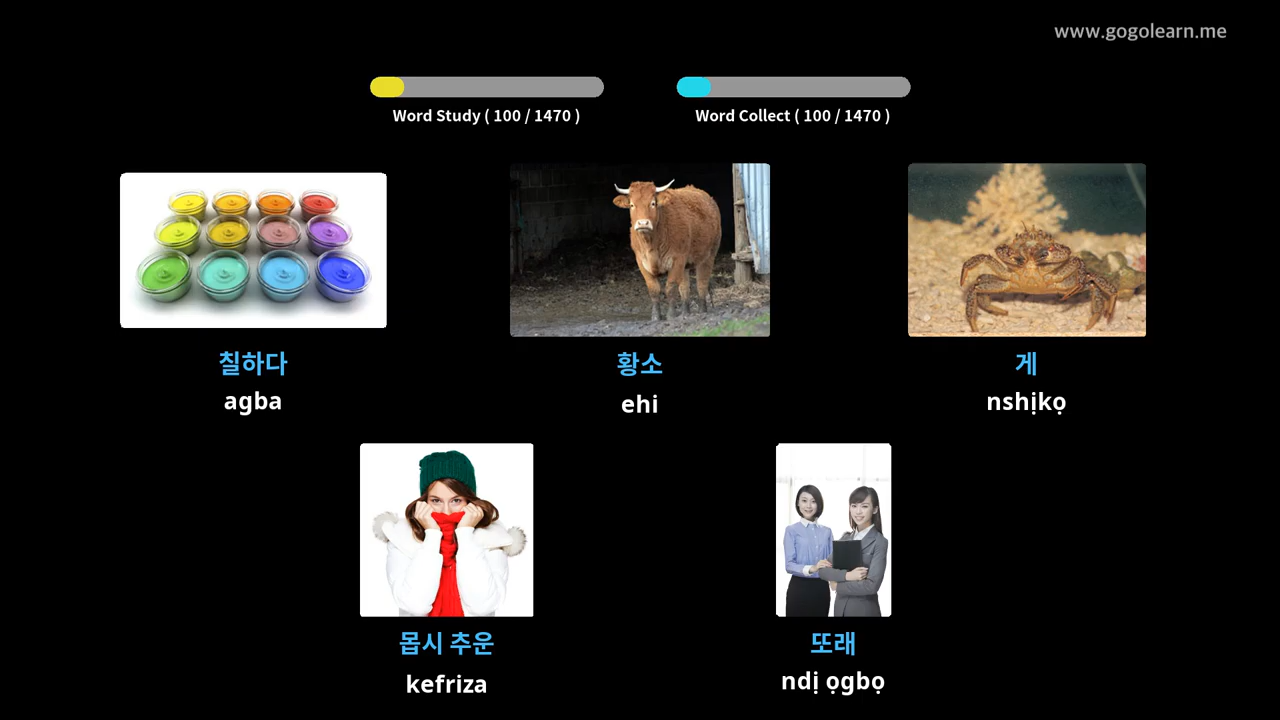 www.gogolearn.me
Word Study ( 100 / 1470 )
Word Collect ( 100 / 1470 )
칠하다
agba
황소
ehi
게
nshịkọ
몹시 추운
kefriza
또래
ndị ọgbọ